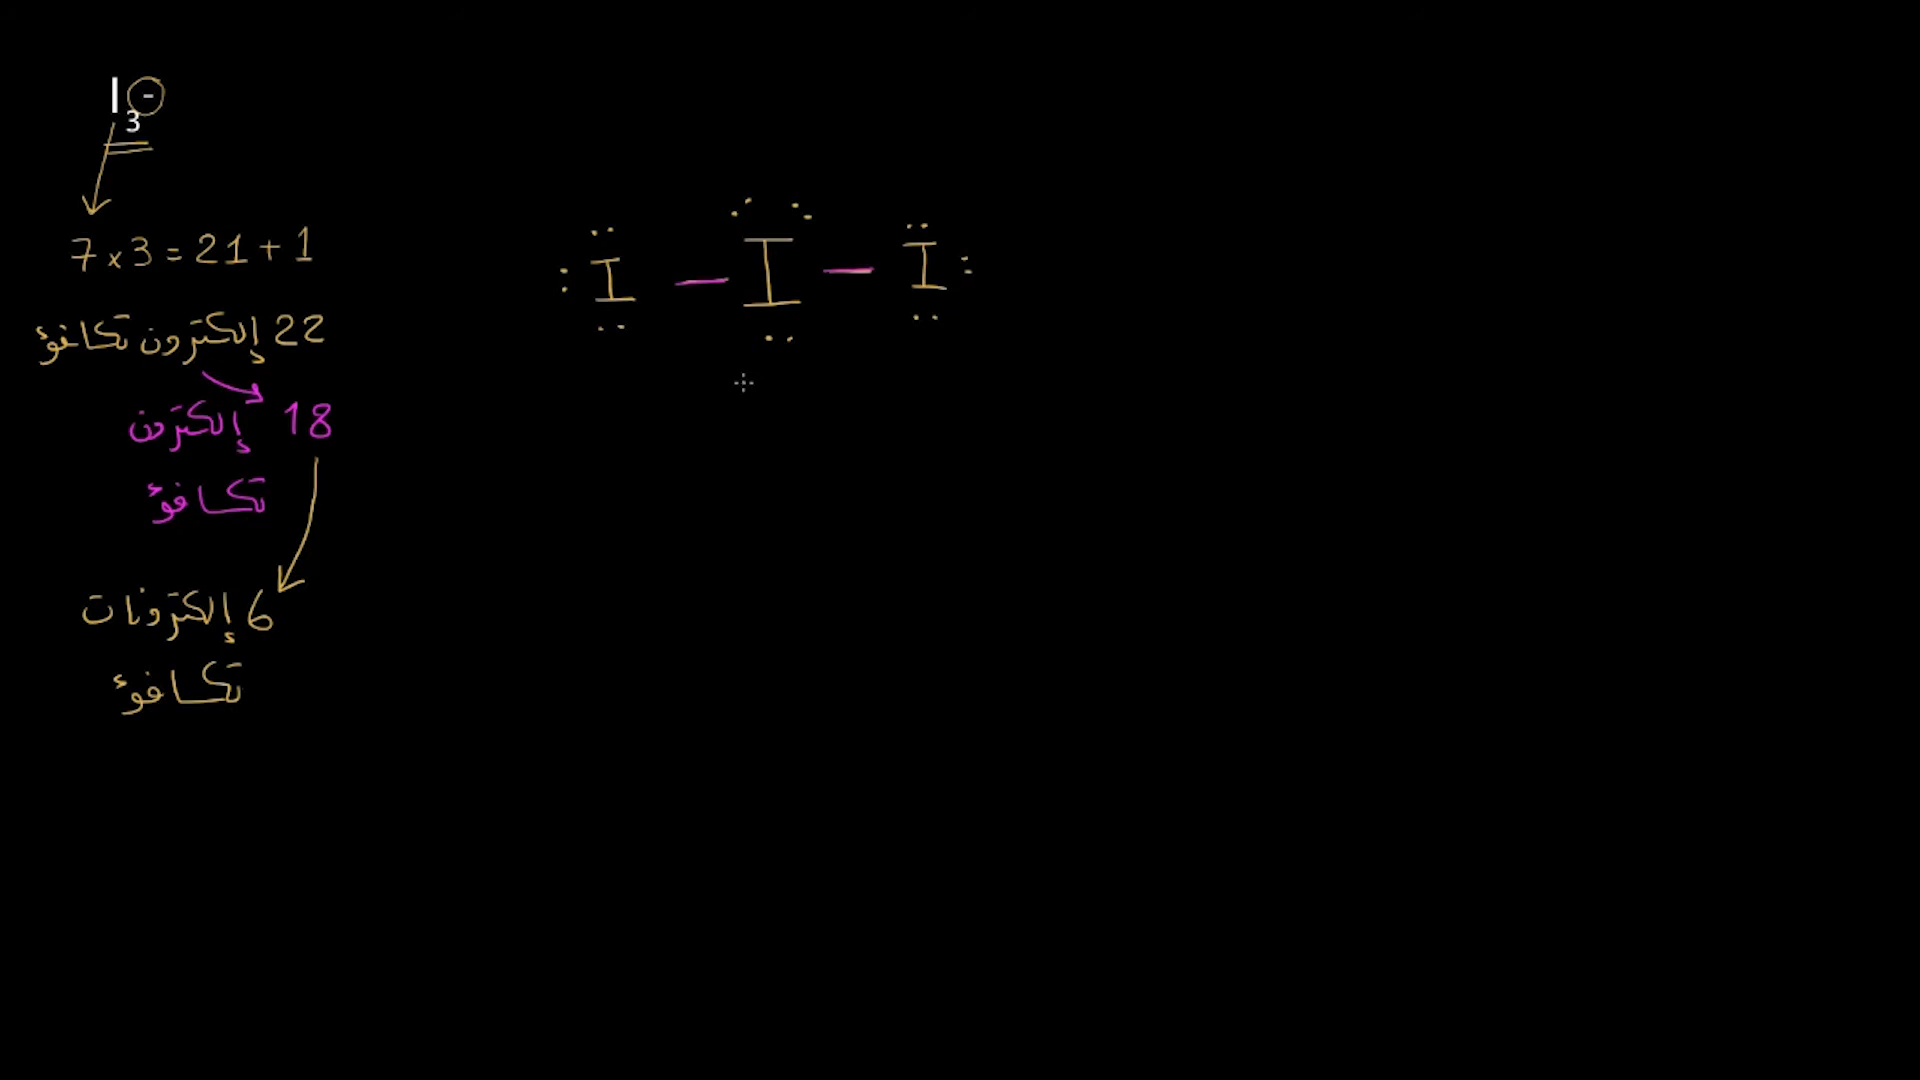 I₃⁻
7 × 3 = 21 + 1
22 إلكترون تكافؤ
18 إلكترون
تكافؤ
6 إلكترونات
تكافؤ
I — I — I